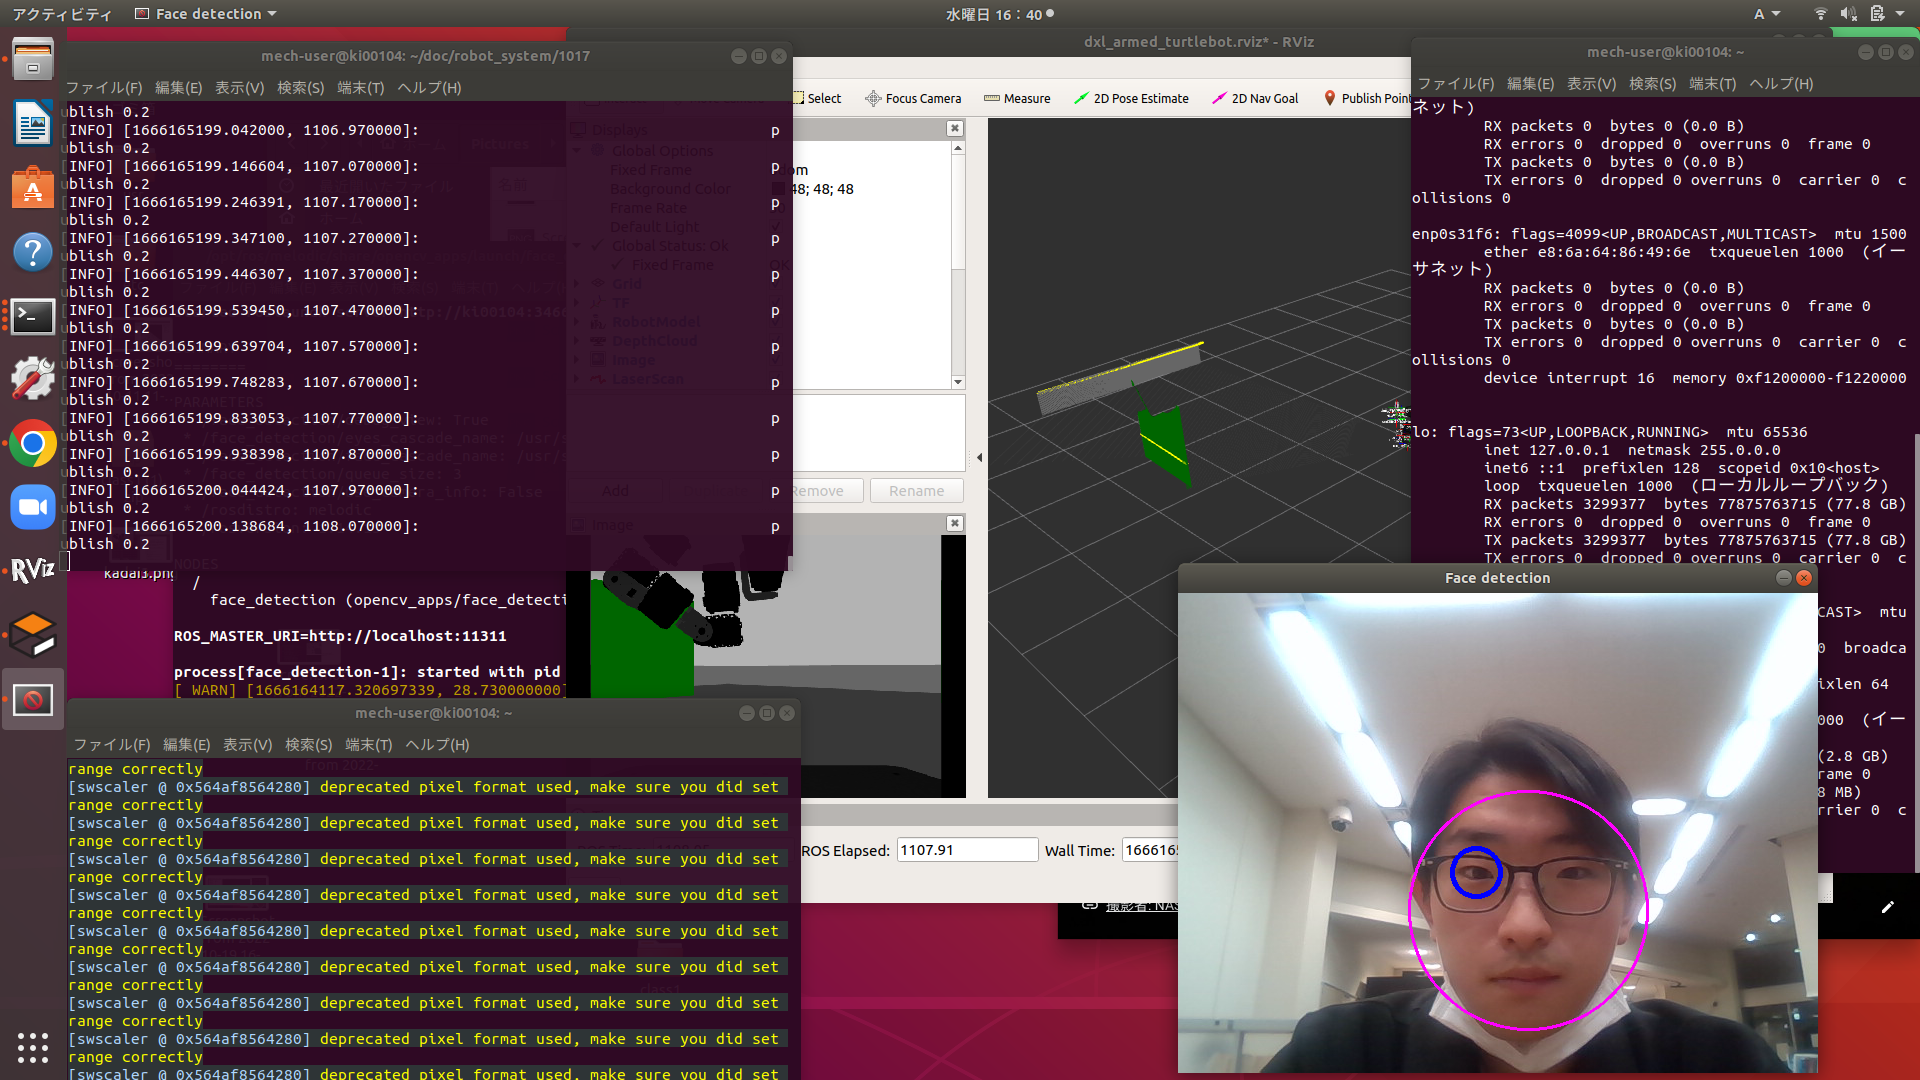 アクティビティ
Face detection
水曜日 16：40
A
mech-user@ki00104: ~/doc/robot_system/1017
ファイル(F) 編集(E) 表示(V) 検索(S) 端末(T) ヘルプ(H)
ublish 0.2
[INFO] [1666165199.042000, 1106.970000]: p
ublish 0.2
[INFO] [1666165199.146604, 1107.070000]: p
ublish 0.2
[INFO] [1666165199.246391, 1107.170000]: p
ublish 0.2
[INFO] [1666165199.347100, 1107.270000]: p
ublish 0.2
[INFO] [1666165199.446307, 1107.370000]: p
ublish 0.2
[INFO] [1666165199.539450, 1107.470000]: p
ublish 0.2
[INFO] [1666165199.639704, 1107.570000]: p
ublish 0.2
[INFO] [1666165199.748283, 1107.670000]: p
ublish 0.2
[INFO] [1666165199.833053, 1107.770000]: p
ublish 0.2
[INFO] [1666165199.938398, 1107.870000]: p
ublish 0.2
[INFO] [1666165200.044424, 1107.970000]: p
ublish 0.2
[INFO] [1666165200.138684, 1108.070000]: p
ublish 0.2
Displays
Global Options
Fixed Frame
Background Color 48; 48; 48
Frame Rate
Default Light
Global Status: Ok
Fixed Frame OK
Grid
TF
RobotModel
DepthCloud
Image
LaserScan
Add
Remove
Rename
Image
PARAMETERS
NODES
/
face_detection (opencv_apps/face_detecti
ROS_MASTER_URI=http://localhost:11311
process[face_detection-1]: started with pid
[ WARN] [1666164117.320697339, 28.730000000]
kadai3.png
RViz
dxl_armed_turtlebot.rviz* - RViz
Select
Focus Camera
Measure
2D Pose Estimate
2D Nav Goal
Publish Point
ROS Elapsed: 1107.91
Wall Time: 166616
撮影者: NAS
mech-user@ki00104: ~
ファイル(F) 編集(E) 表示(V) 検索(S) 端末(T) ヘルプ(H)
range correctly
[swscaler @ 0x564af8564280] deprecated pixel format used, make sure you did set
range correctly
[swscaler @ 0x564af8564280] deprecated pixel format used, make sure you did set
range correctly
[swscaler @ 0x564af8564280] deprecated pixel format used, make sure you did set
range correctly
[swscaler @ 0x564af8564280] deprecated pixel format used, make sure you did set
range correctly
[swscaler @ 0x564af8564280] deprecated pixel format used, make sure you did set
range correctly
[swscaler @ 0x564af8564280] deprecated pixel format used, make sure you did set
range correctly
[swscaler @ 0x564af8564280] deprecated pixel format used, make sure you did set
range correctly
[swscaler @ 0x564af8564280] deprecated pixel format used, make sure you did set
range correctly
[swscaler @ 0x564af8564280] deprecated pixel format used, make sure you did set
mech-user@ki00104: ~
ファイル(F) 編集(E) 表示(V) 検索(S) 端末(T) ヘルプ(H)
ネット)
RX packets 0 bytes 0 (0.0 B)
RX errors 0 dropped 0 overruns 0 frame 0
TX packets 0 bytes 0 (0.0 B)
TX errors 0 dropped 0 overruns 0 carrier 0 c
ollisions 0
enp0s31f6: flags=4099<UP,BROADCAST,MULTICAST> mtu 1500
ether e8:6a:64:86:49:6e txqueuelen 1000 (イー
サネット)
RX packets 0 bytes 0 (0.0 B)
RX errors 0 dropped 0 overruns 0 frame 0
TX packets 0 bytes 0 (0.0 B)
TX errors 0 dropped 0 overruns 0 carrier 0 c
ollisions 0
device interrupt 16 memory 0xf1200000-f1220000
lo: flags=73<UP,LOOPBACK,RUNNING> mtu 65536
inet 127.0.0.1 netmask 255.0.0.0
inet6 ::1 prefixlen 128 scopeid 0x10<host>
loop txqueuelen 1000 (ローカルループバック)
RX packets 3299377 bytes 77875763715 (77.8 GB)
RX errors 0 dropped 0 overruns 0 frame 0
TX packets 3299377 bytes 77875763715 (77.8 GB)
TX errors 0 dropped 0 overruns 0 carrier 0 c
Face detection
CAST> mtu
0 broadca
ixlen 64
000 (イー
(2.8 GB)
rame 0
8 MB)
rrier 0 c